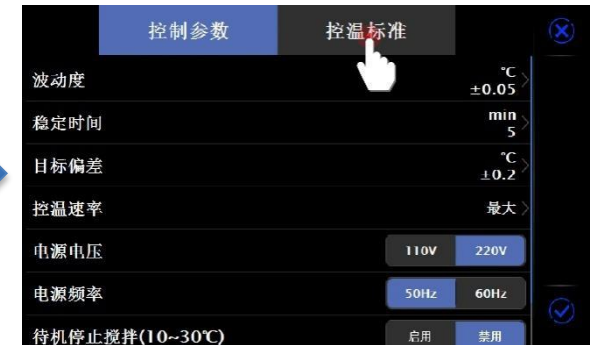 控制参数 控温标准
波动度 ℃
±0.05
稳定时间 min
5
目标偏差 ℃
±0.2
控温速率 最大
电源电压 110V 220V
电源频率 50Hz 60Hz
待机停止搅拌(10~30℃) 启用 禁用